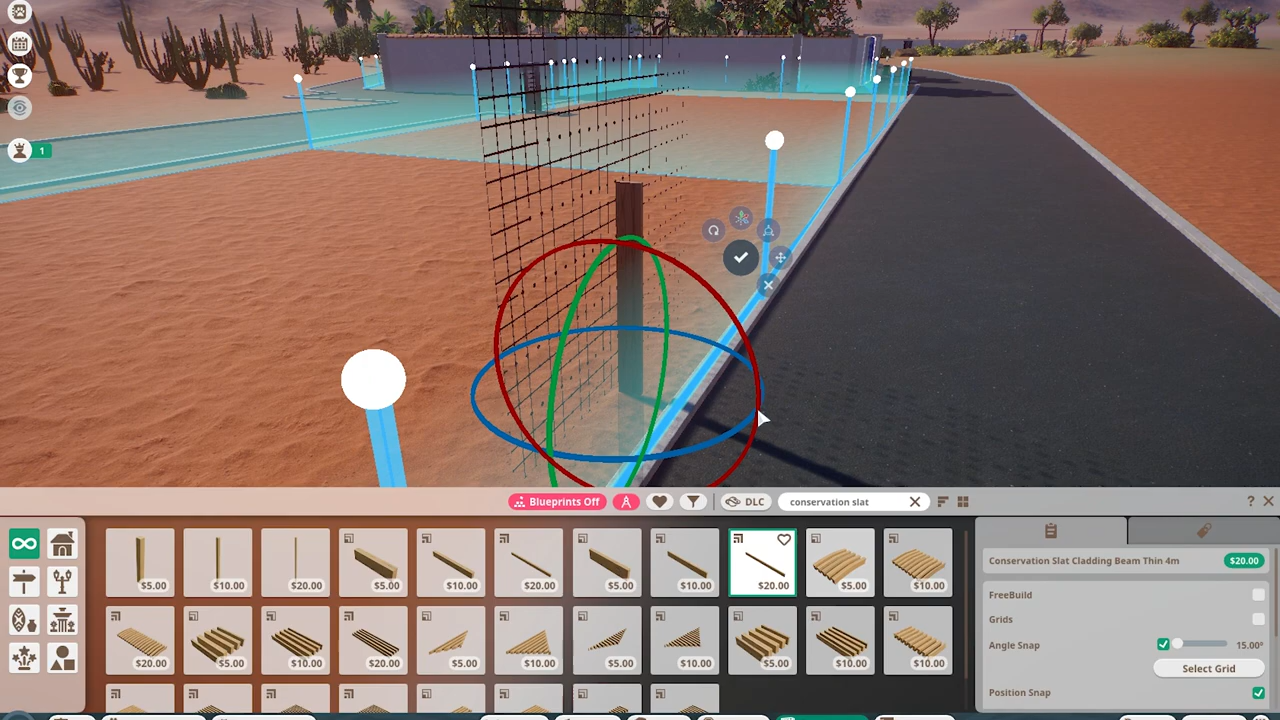 1
Blueprints Off
DLC
conservation slat
?
$5.00
$10.00
$20.00
$5.00
$10.00
$20.00
$5.00
$10.00
$20.00
$5.00
$10.00
$20.00
$5.00
$10.00
$20.00
$5.00
$10.00
$5.00
$10.00
$5.00
$10.00
$10.00
Conservation Slat Cladding Beam Thin 4m
$20.00
FreeBuild
Grids
Angle Snap
15.00°
Select Grid
Position Snap